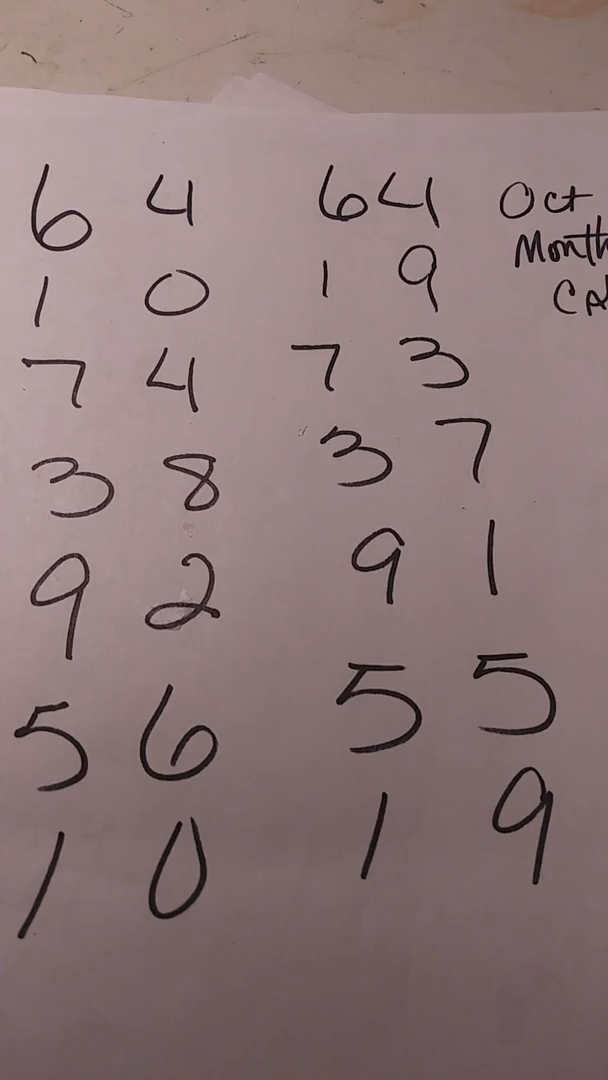 6 4 64 Oct
Month
1 0 1 9
7 4 7 3
3 8 3 7
9 2 9 1
5 6 5 5
1 0 1 9